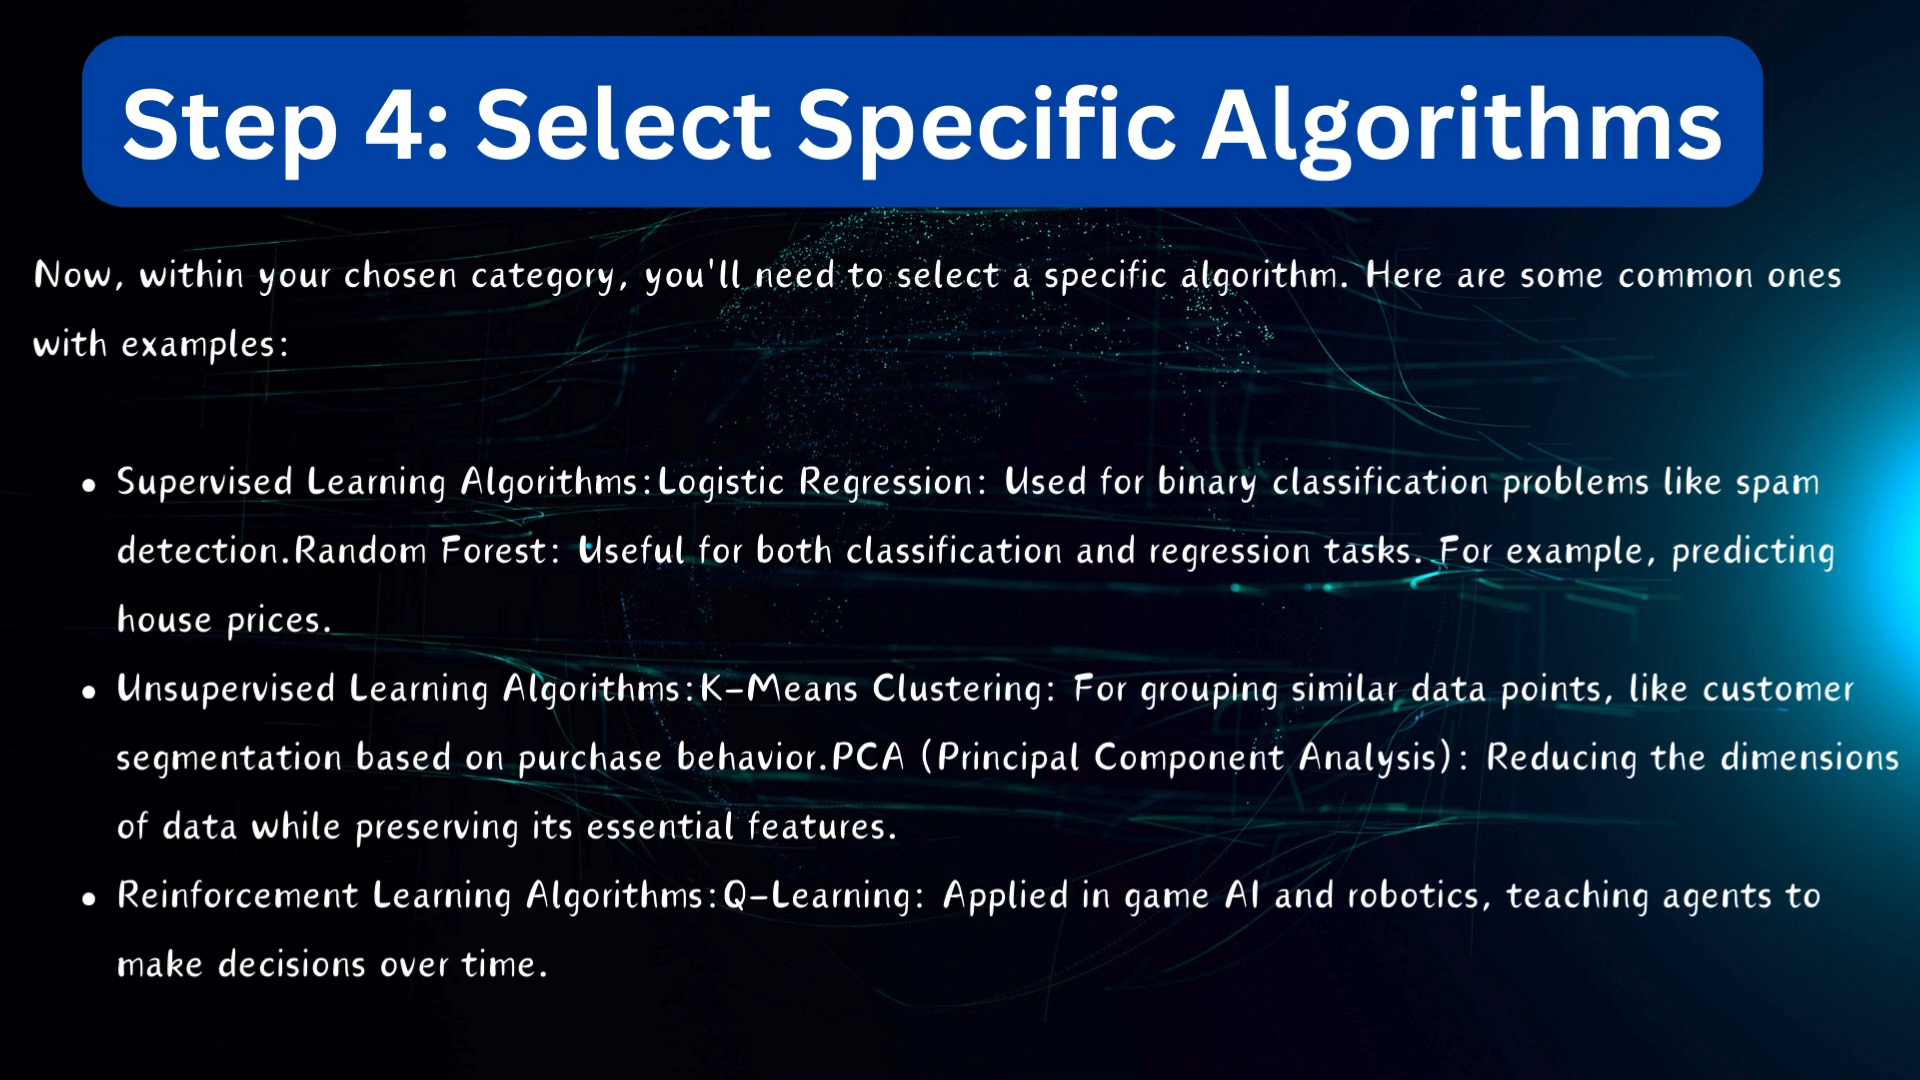 Step 4: Select Specific Algorithms
Now, within your chosen category, you'll need to select a specific algorithm. Here are some common ones
with examples:
• Supervised Learning Algorithms:Logistic Regression: Used for binary classification problems like spam
detection.Random Forest: Useful for both classification and regression tasks. For example, predicting
house prices.
• Unsupervised Learning Algorithms:K-Means Clustering: For grouping similar data points, like customer
segmentation based on purchase behavior.PCA (Principal Component Analysis): Reducing the dimensions
of data while preserving its essential features.
• Reinforcement Learning Algorithms:Q-Learning: Applied in game AI and robotics, teaching agents to
make decisions over time.